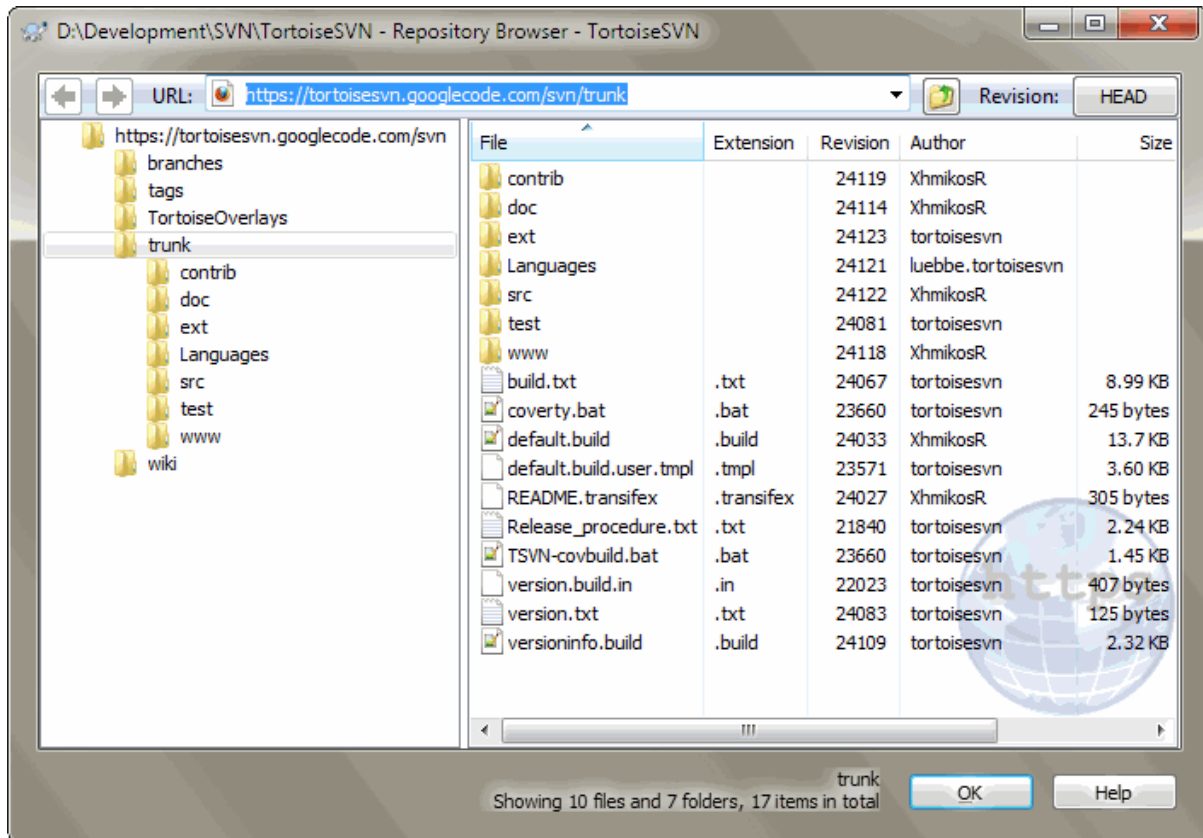 D:\Development\SVN\TortoiseSVN - Repository Browser - TortoiseSVN
URL: https://tortoisesvn.googlecode.com/svn/trunk Revision: HEAD
https://tortoisesvn.googlecode.com/svn
branches
tags
TortoiseOverlays
trunk
contrib
doc
ext
Languages
src
test
www
wiki
File Extension Revision Author Size
contrib 24119 XhmikosR
doc 24114 XhmikosR
ext 24123 tortoisesvn
Languages 24121 luebbe.tortoisesvn
src 24122 XhmikosR
test 24081 tortoisesvn
www 24118 XhmikosR
build.txt .txt 24067 tortoisesvn 8.99 KB
coverty.bat .bat 23660 tortoisesvn 245 bytes
default.build .build 24033 XhmikosR 13.7 KB
default.build.user.tmpl .tmpl 23571 tortoisesvn 3.60 KB
README.transifex .transifex 24027 XhmikosR 305 bytes
Release_procedure.txt .txt 21840 tortoisesvn 2.24 KB
TSVN-covbuild.bat .bat 23660 tortoisesvn 1.45 KB
version.build.in .in 22023 tortoisesvn 407 bytes
version.txt .txt 24083 tortoisesvn 125 bytes
versioninfo.build .build 24109 tortoisesvn 2.32 KB
https
trunk
Showing 10 files and 7 folders, 17 items in total
OK Help